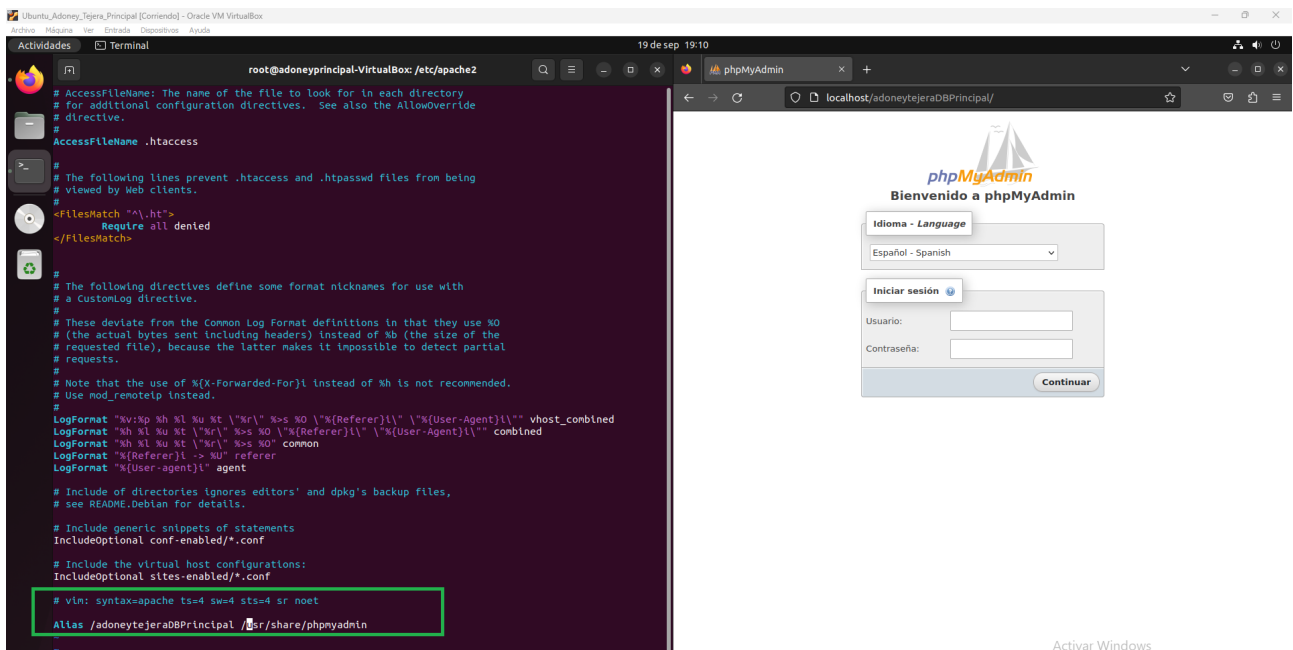 Ubuntu_Adoney_Tejera_Principal [Corriendo] - Oracle VM VirtualBox
Archivo Máquina Ver Entrada Dispositivos Ayuda
Actividades Terminal 19 de sep 19:10
root@adoneyprincipal-VirtualBox: /etc/apache2
# AccessFileName: The name of the file to look for in each directory
# for additional configuration directives.  See also the AllowOverride
# directive.
#
AccessFileName .htaccess
#
# The following lines prevent .htaccess and .htpasswd files from being
# viewed by Web clients.
#
<FilesMatch "^\.ht">
Require all denied
</FilesMatch>
#
# The following directives define some format nicknames for use with
# a CustomLog directive.
#
# These deviate from the Common Log Format definitions in that they use %O
# (the actual bytes sent including headers) instead of %b (the size of the
# requested file), because the latter makes it impossible to detect partial
# requests.
#
# Note that the use of %{X-Forwarded-For}i instead of %h is not recommended.
# Use mod_remoteip instead.
#
LogFormat "%v:%p %h %l %u %t \"%r\" %>s %O \"%{Referer}i\" \"%{User-Agent}i\"" vhost_combined
LogFormat "%h %l %u %t \"%r\" %>s %O \"%{Referer}i\" \"%{User-Agent}i\"" combined
LogFormat "%h %l %u %t \"%r\" %>s %O" common
LogFormat "%{Referer}i -> %U" referer
LogFormat "%{User-agent}i" agent
# Include of directories ignores editors' and dpkg's backup files,
# see README.Debian for details.
# Include generic snippets of statements
IncludeOptional conf-enabled/*.conf
# Include the virtual host configurations:
IncludeOptional sites-enabled/*.conf
# vim: syntax=apache ts=4 sw=4 sts=4 sr noet
Alias /adoneytejeraDBPrincipal /usr/share/phpmyadmin
~
phpMyAdmin
localhost/adoneytejeraDBPrincipal/
phpMyAdmin
Bienvenido a phpMyAdmin
Idioma - Language
Español - Spanish
Iniciar sesión
Usuario:
Contraseña:
Continuar
Activar Windows